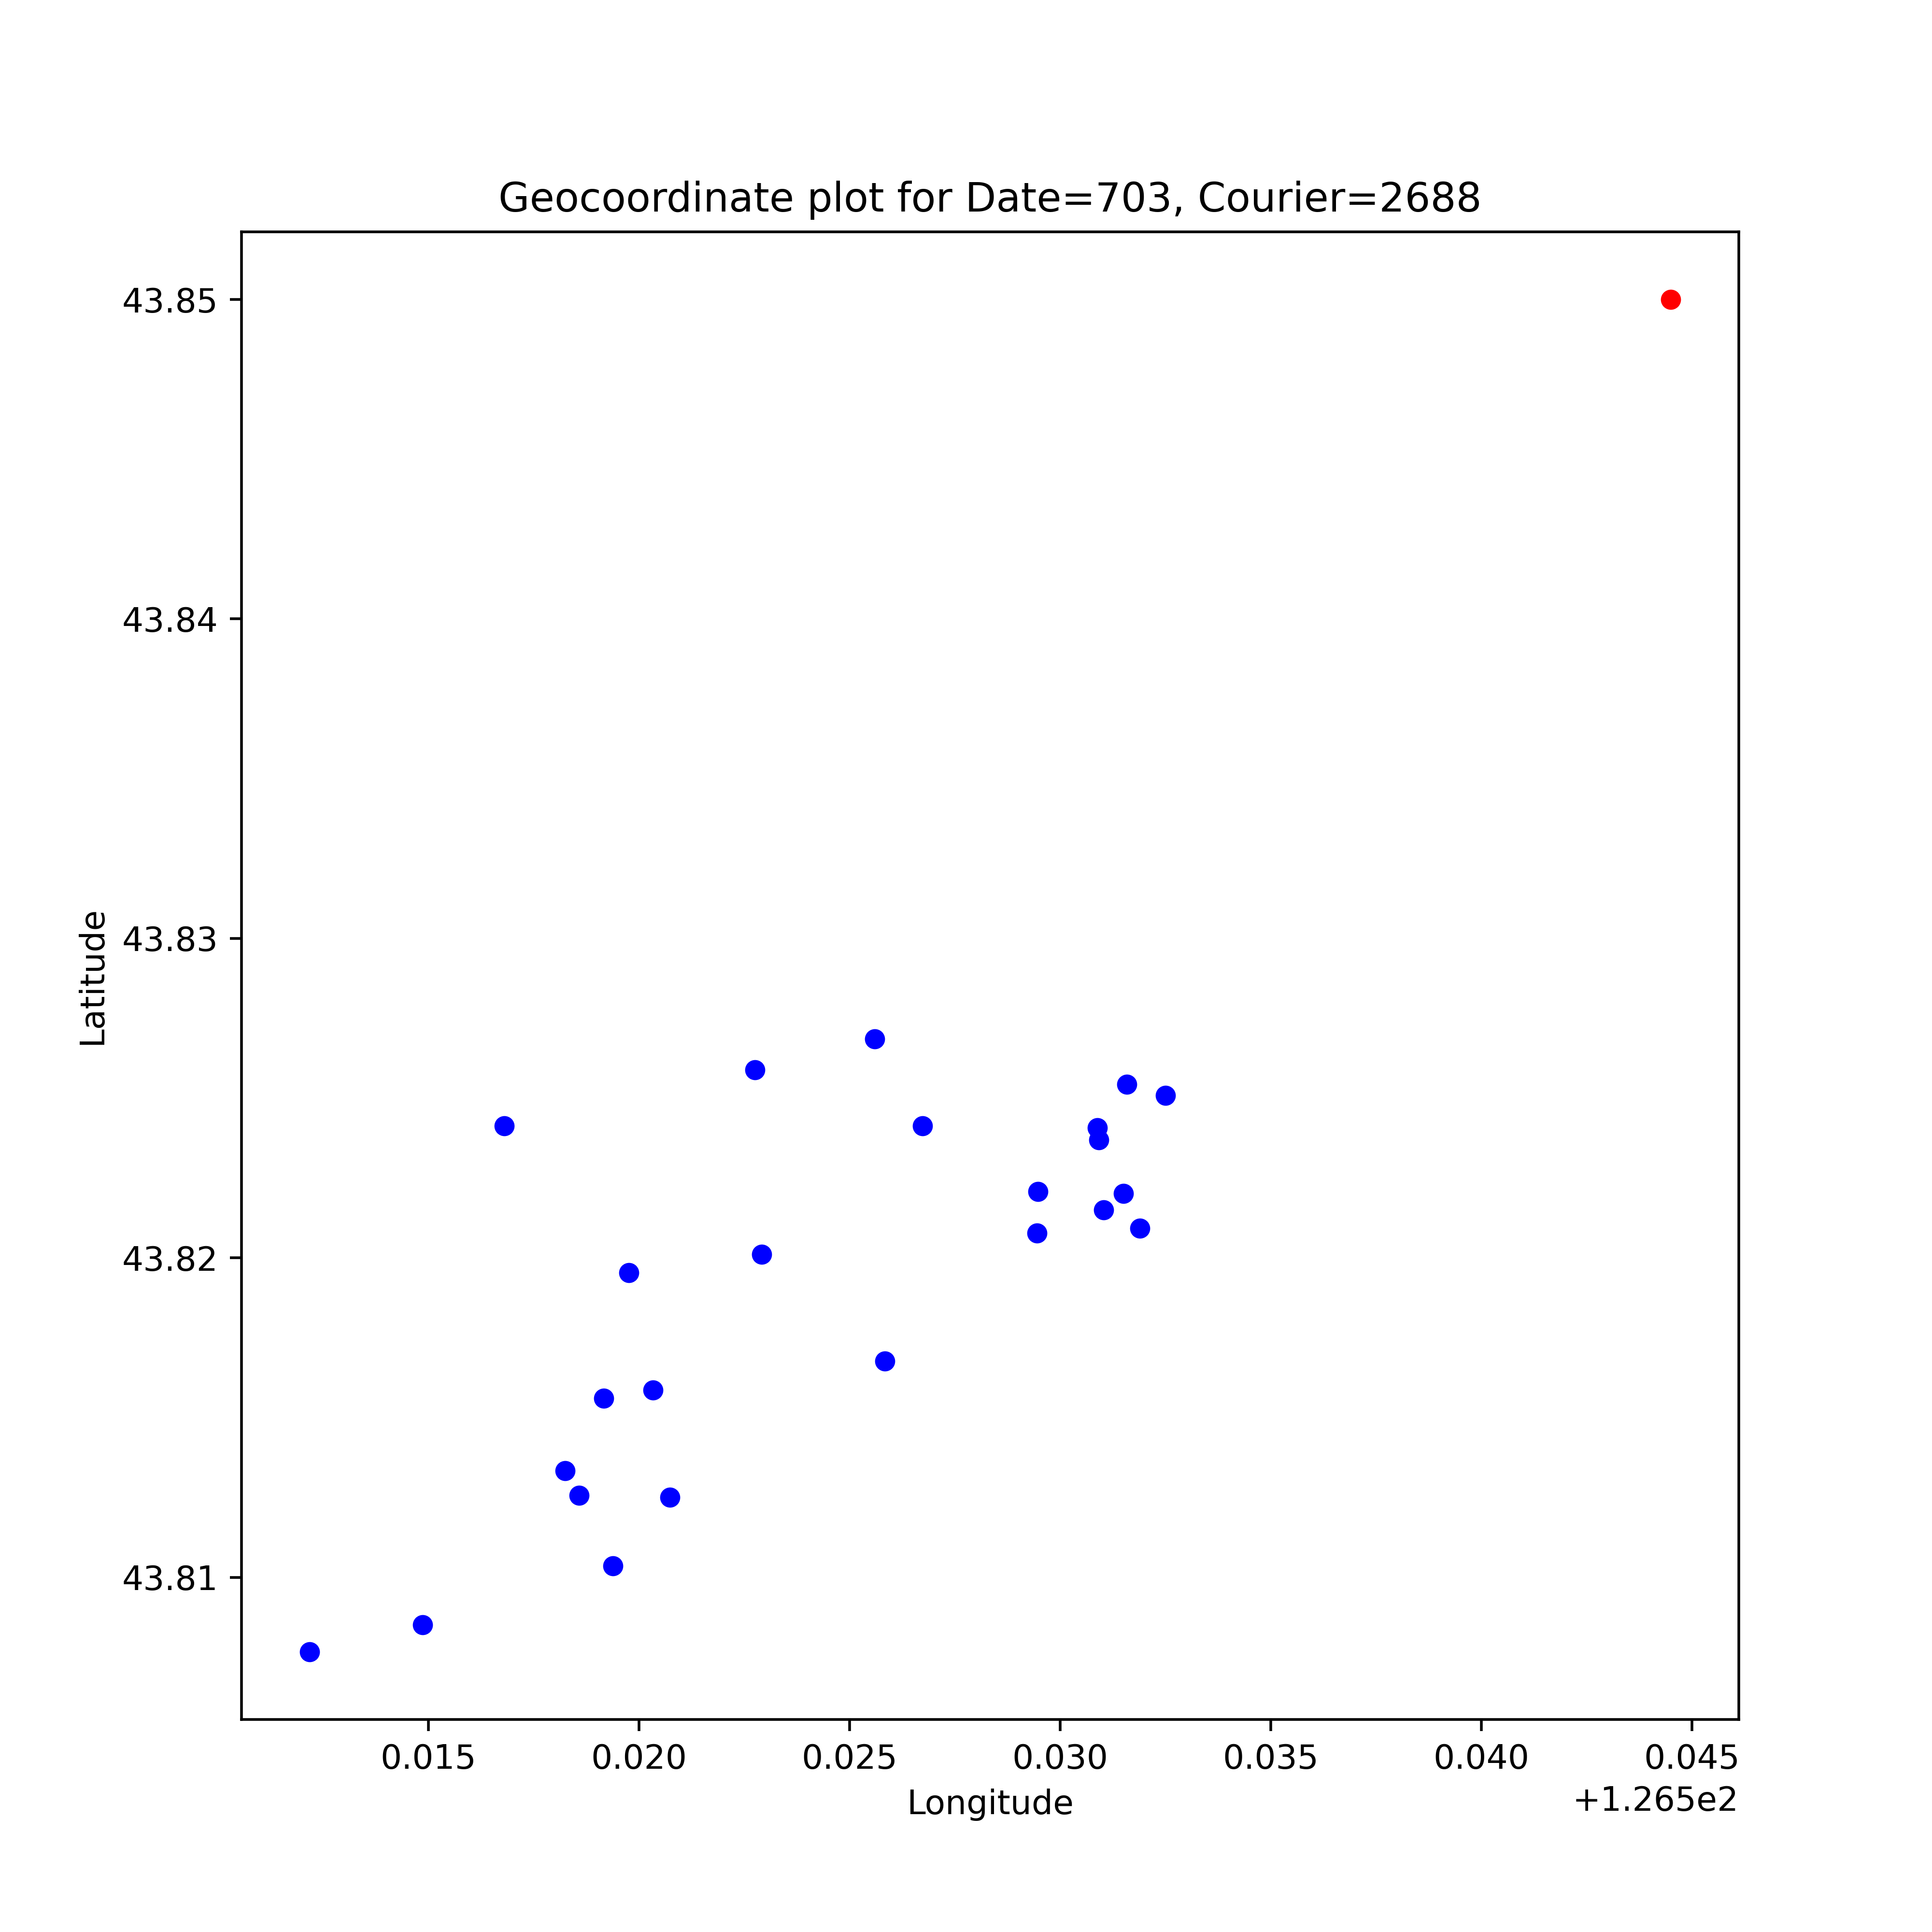 Geocoordinate plot for Date=703, Courier=2688
43.85
43.84
43.83
43.82
43.81
Latitude
0.015 0.020 0.025 0.030 0.035 0.040 0.045
+1.265e2
Longitude